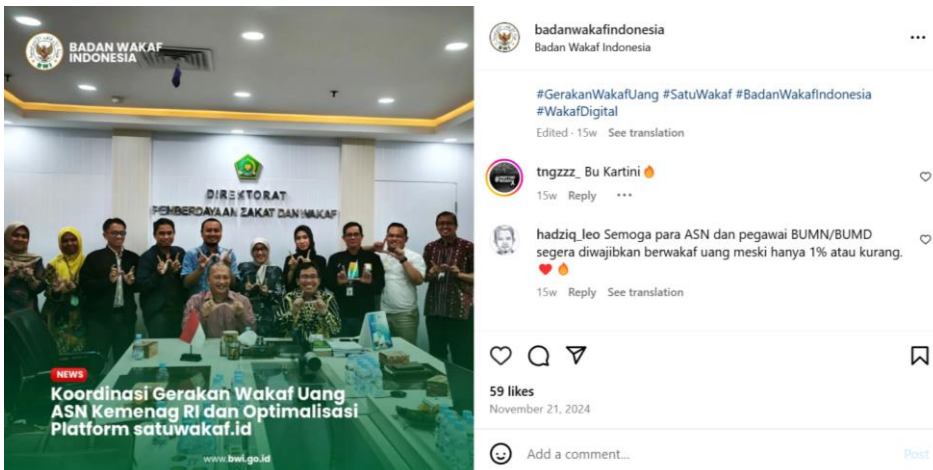 BADAN WAKAF
INDONESIA
BWI
DIREKTORAT
PEMBERDAYAAN ZAKAT DAN WAKAF
NEWS
Koordinasi Gerakan Wakaf Uang
ASN Kemenag RI dan Optimalisasi
Platform satuwakaf.id
www.bwi.go.id
badanwakafindonesia
Badan Wakaf Indonesia
#GerakanWakafUang #SatuWakaf #BadanWakafIndonesia
#WakafDigital
Edited · 15w See translation
tngzzz_ Bu Kartini🔥
15w Reply
hadziq_leo Semoga para ASN dan pegawai BUMN/BUMD
segera diwajibkan berwakaf uang meski hanya 1% atau kurang.
❤️🔥
15w Reply See translation
59 likes
November 21, 2024
Add a comment...
Post